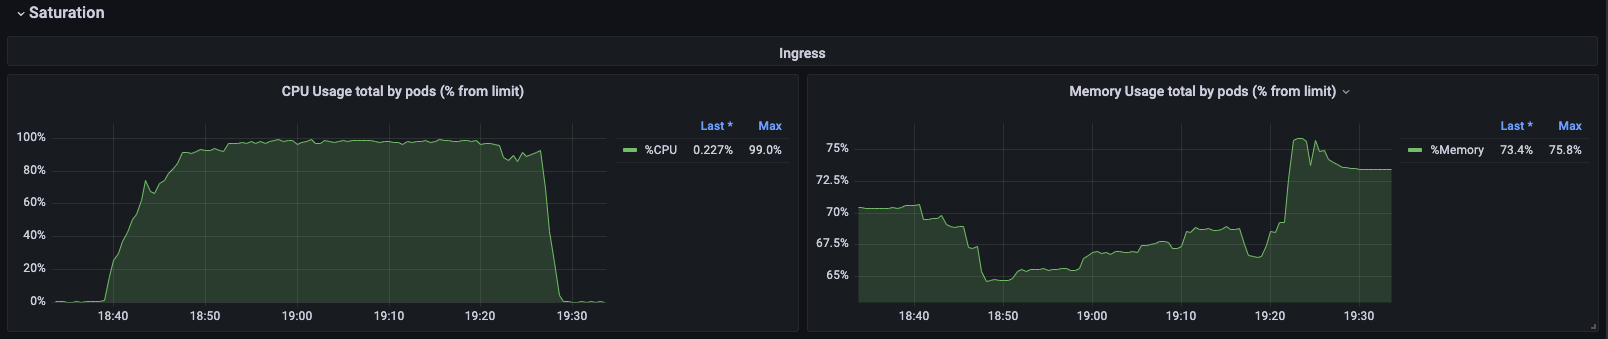 Saturation
Ingress
CPU Usage total by pods (% from limit)
Last * Max
%CPU 0.227% 99.0%
100%
80%
60%
40%
20%
0%
18:40 18:50 19:00 19:10 19:20 19:30
Memory Usage total by pods (% from limit)
Last * Max
%Memory 73.4% 75.8%
75%
72.5%
70%
67.5%
65%
18:40 18:50 19:00 19:10 19:20 19:30